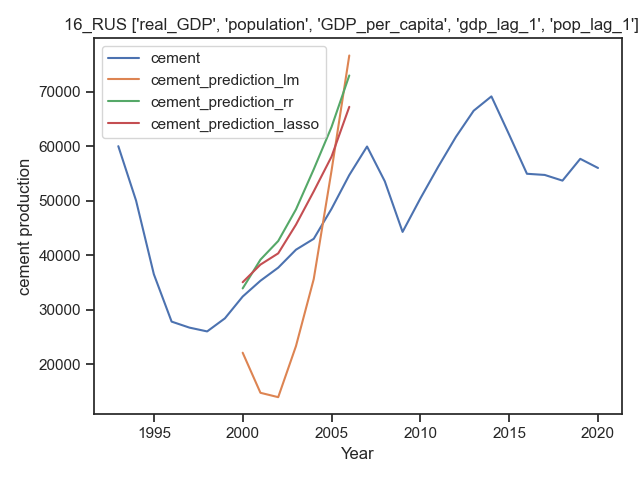 16_RUS ['real_GDP', 'population', 'GDP_per_capita', 'gdp_lag_1', 'pop_lag_1']
cement
cement_prediction_lm
cement_prediction_rr
cement_prediction_lasso
70000
60000
50000
40000
30000
20000
cement production
1995 2000 2005 2010 2015 2020
Year